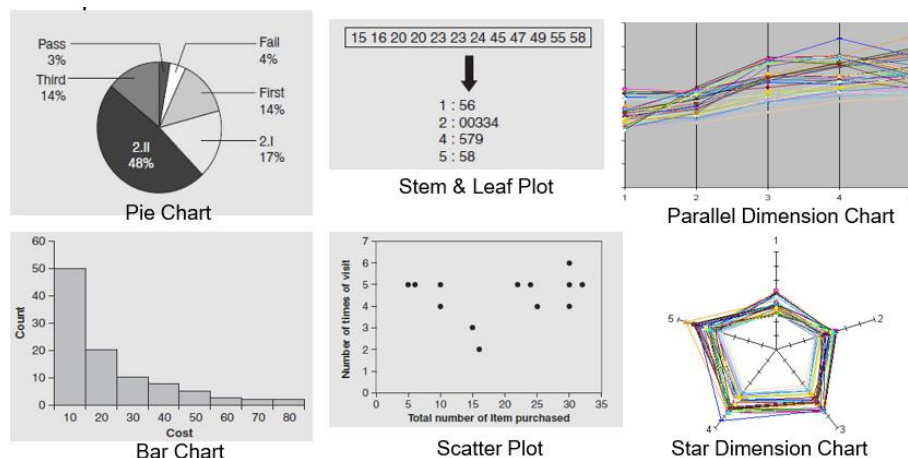 Pass
3%
Third
14%
2.II
48%
Fail
4%
First
14%
2.I
17%
Pie Chart
15 16 20 20 23 23 24 45 47 49 55 58
1 : 56
2 : 00334
4 : 579
5 : 58
Stem & Leaf Plot
1 2 3 4
Parallel Dimension Chart
60
50
40
30
20
10
0
Count
10 20 30 40 50 60 70 80
Cost
Bar Chart
7
6
5
4
3
2
1
0
Number of times of visit
0 5 10 15 20 25 30 35
Total number of item purchased
Scatter Plot
1
2
3
4
5
Star Dimension Chart